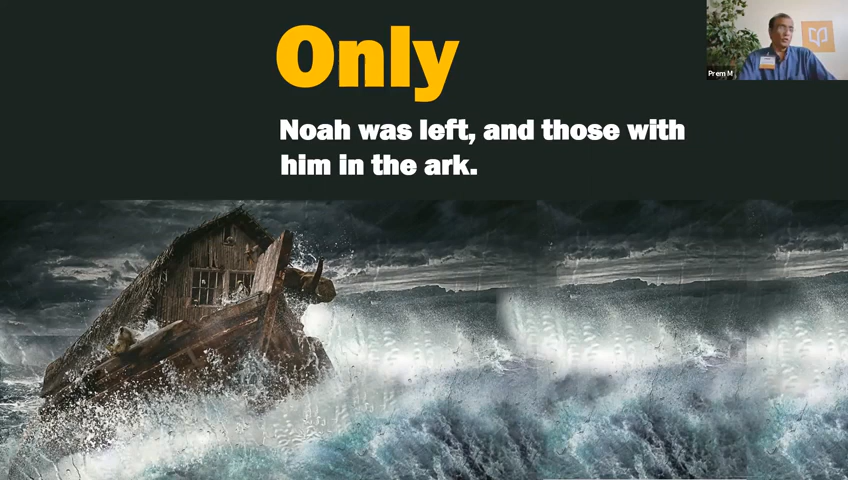 Only
Noah was left, and those with
him in the ark.
Prem M